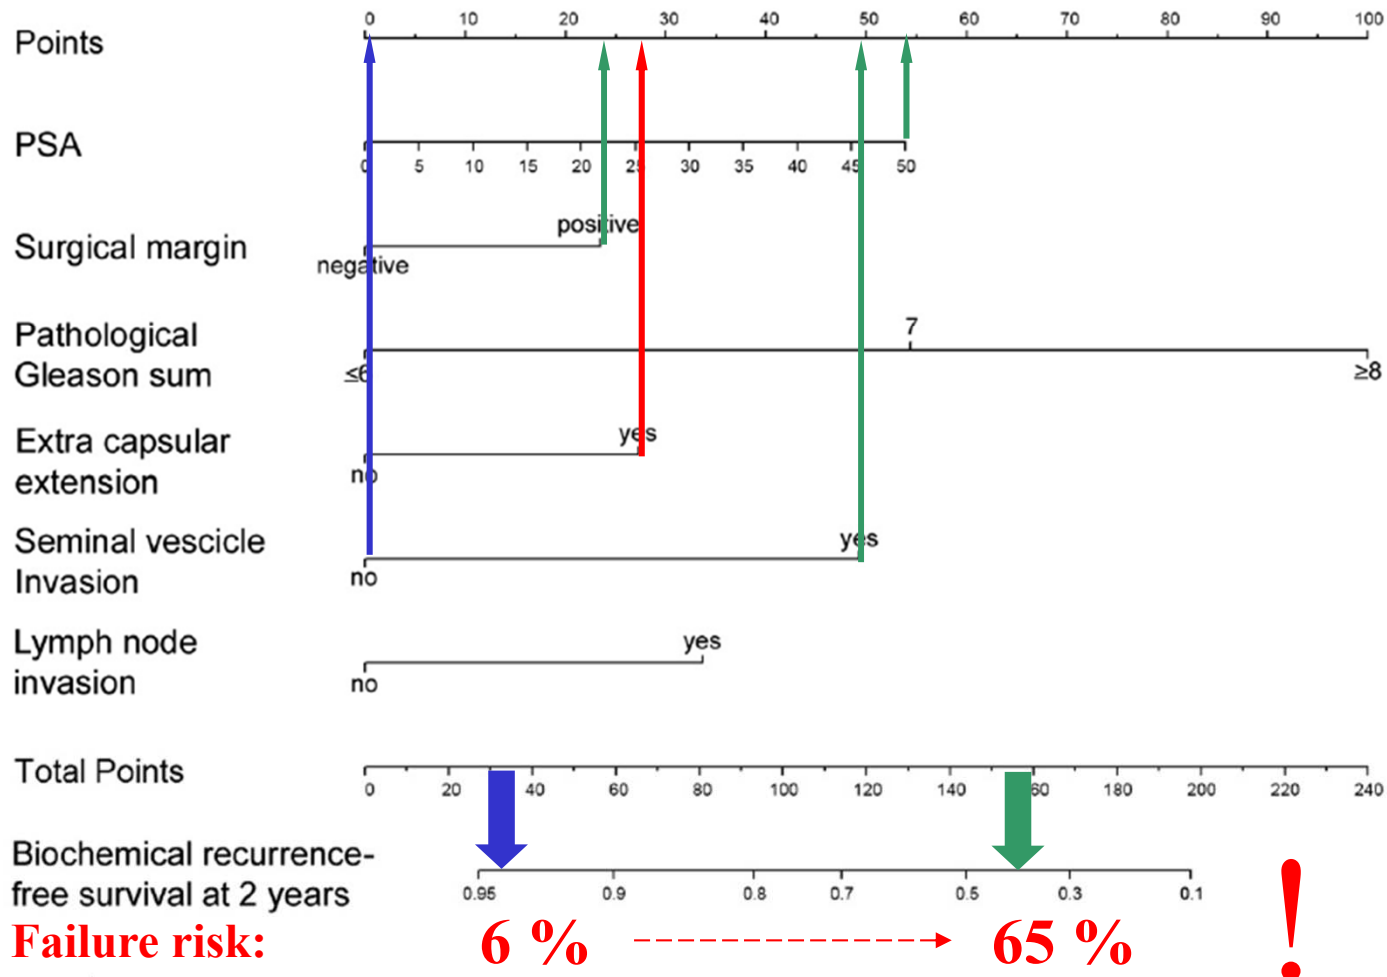 0 10 20 30 40 50 60 70 80 90 100
Points
PSA
0 5 10 15 20 25 30 35 40 45 50
positive
Surgical margin
negative
7
Pathological
Gleason sum
≤6 ≥8
yes
Extra capsular
extension
no
yes
Seminal vescicle
Invasion
no
yes
Lymph node
invasion
no
Total Points
0 20 40 60 80 100 120 140 160 180 200 220 240
Biochemical recurrence-
free survival at 2 years
0.95 0.9 0.8 0.7 0.5 0.3 0.1
Failure risk: 6 % 65 % !